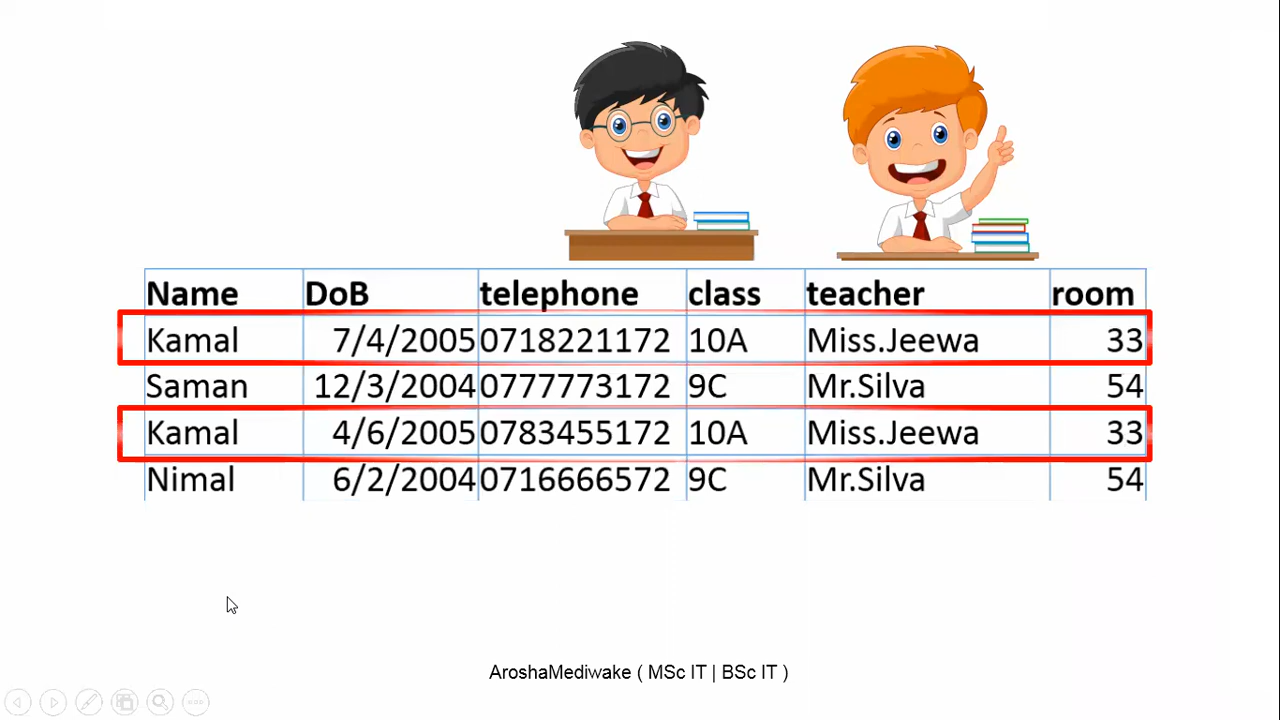 Name DoB telephone class teacher room
Kamal 7/4/2005 0718221172 10A Miss.Jeewa 33
Saman 12/3/2004 0777773172 9C Mr.Silva 54
Kamal 4/6/2005 0783455172 10A Miss.Jeewa 33
Nimal 6/2/2004 0716666572 9C Mr.Silva 54
AroshaMediwake ( MSc IT | BSc IT )